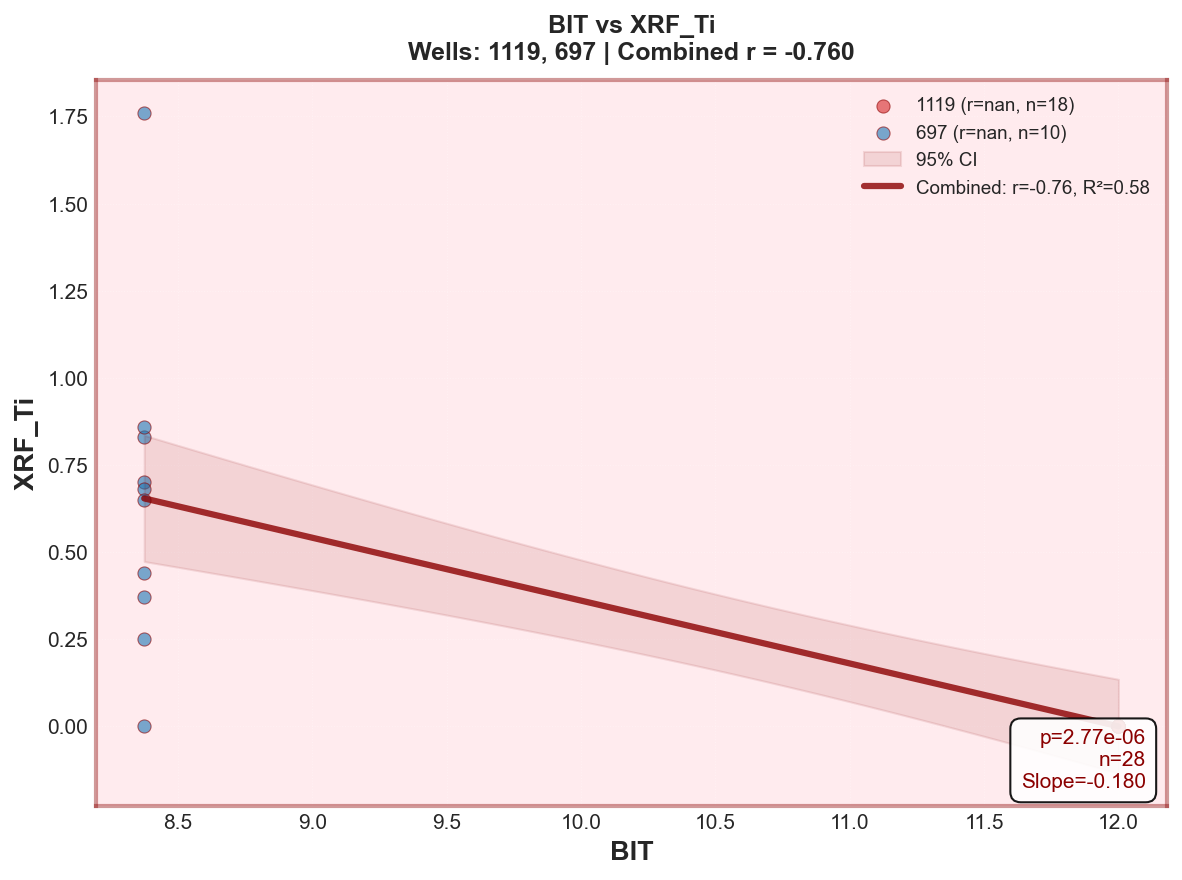 BIT vs XRF_Ti
Wells: 1119, 697 | Combined r = -0.760
1119 (r=nan, n=18)
697 (r=nan, n=10)
95% CI
Combined: r=-0.76, R²=0.58
XRF_Ti
1.75
1.50
1.25
1.00
0.75
0.50
0.25
0.00
p=2.77e-06
n=28
Slope=-0.180
8.5 9.0 9.5 10.0 10.5 11.0 11.5 12.0
BIT